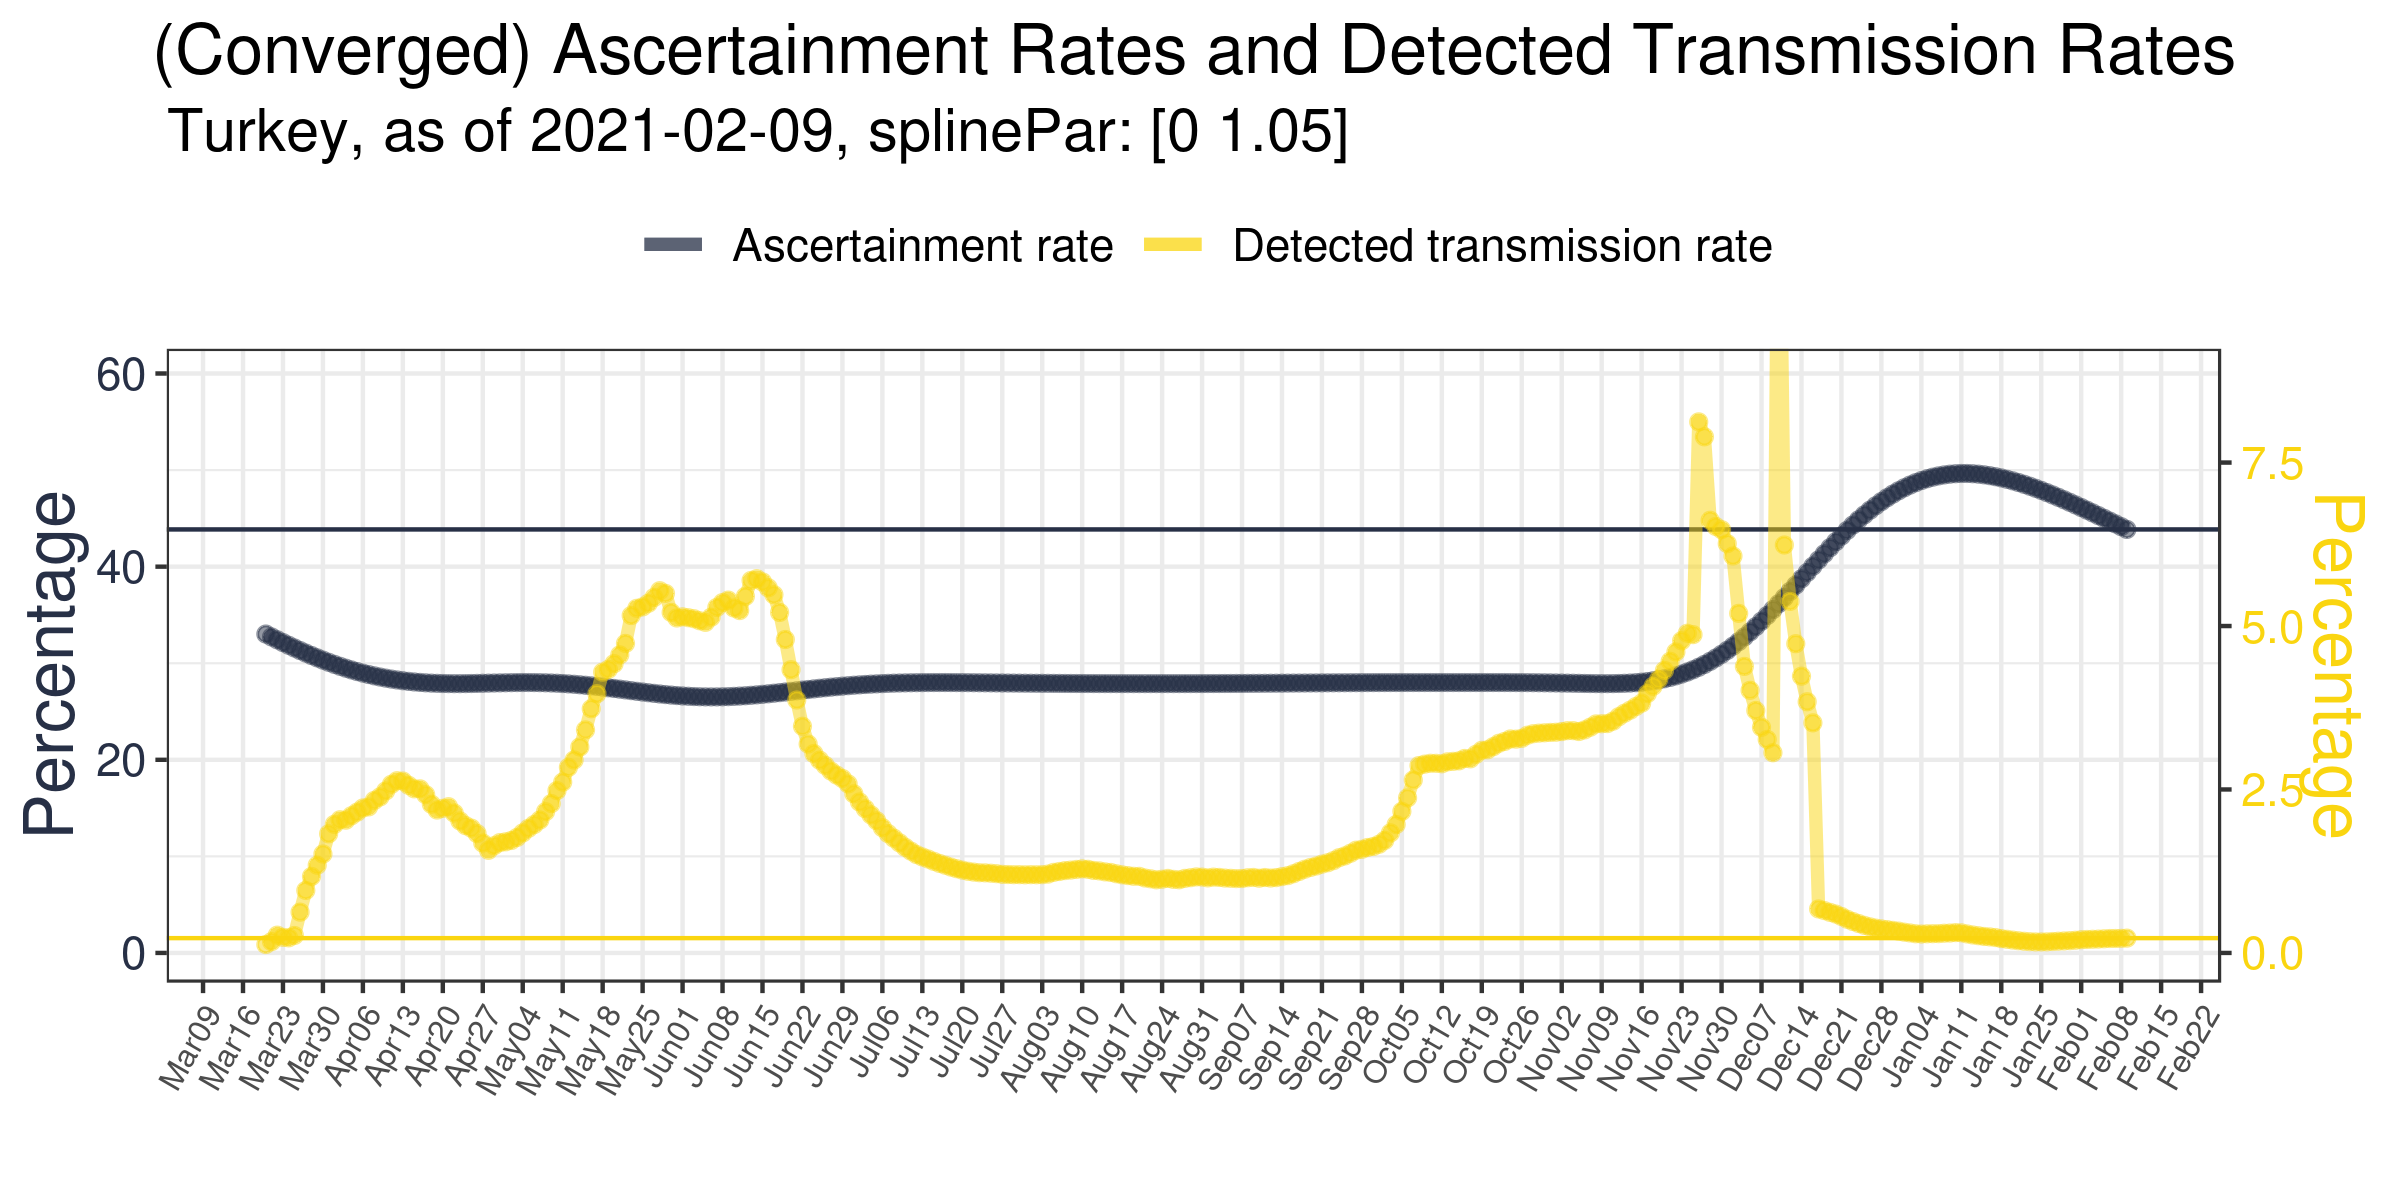 (Converged) Ascertainment Rates and Detected Transmission Rates
Turkey, as of 2021-02-09, splinePar: [0 1.05]
Ascertainment rate
Detected transmission rate
Percentage
60
40
20
0
7.5
5.0
2.5
0.0
Percentage
Mar09
Mar16
Mar23
Mar30
Apr06
Apr13
Apr20
Apr27
May04
May11
May18
May25
Jun01
Jun08
Jun15
Jun22
Jun29
Jul06
Jul13
Jul20
Jul27
Aug03
Aug10
Aug17
Aug24
Aug31
Sep07
Sep14
Sep21
Sep28
Oct05
Oct12
Oct19
Oct26
Nov02
Nov09
Nov16
Nov23
Nov30
Dec07
Dec14
Dec21
Dec28
Jan04
Jan11
Jan18
Jan25
Feb01
Feb08
Feb15
Feb22